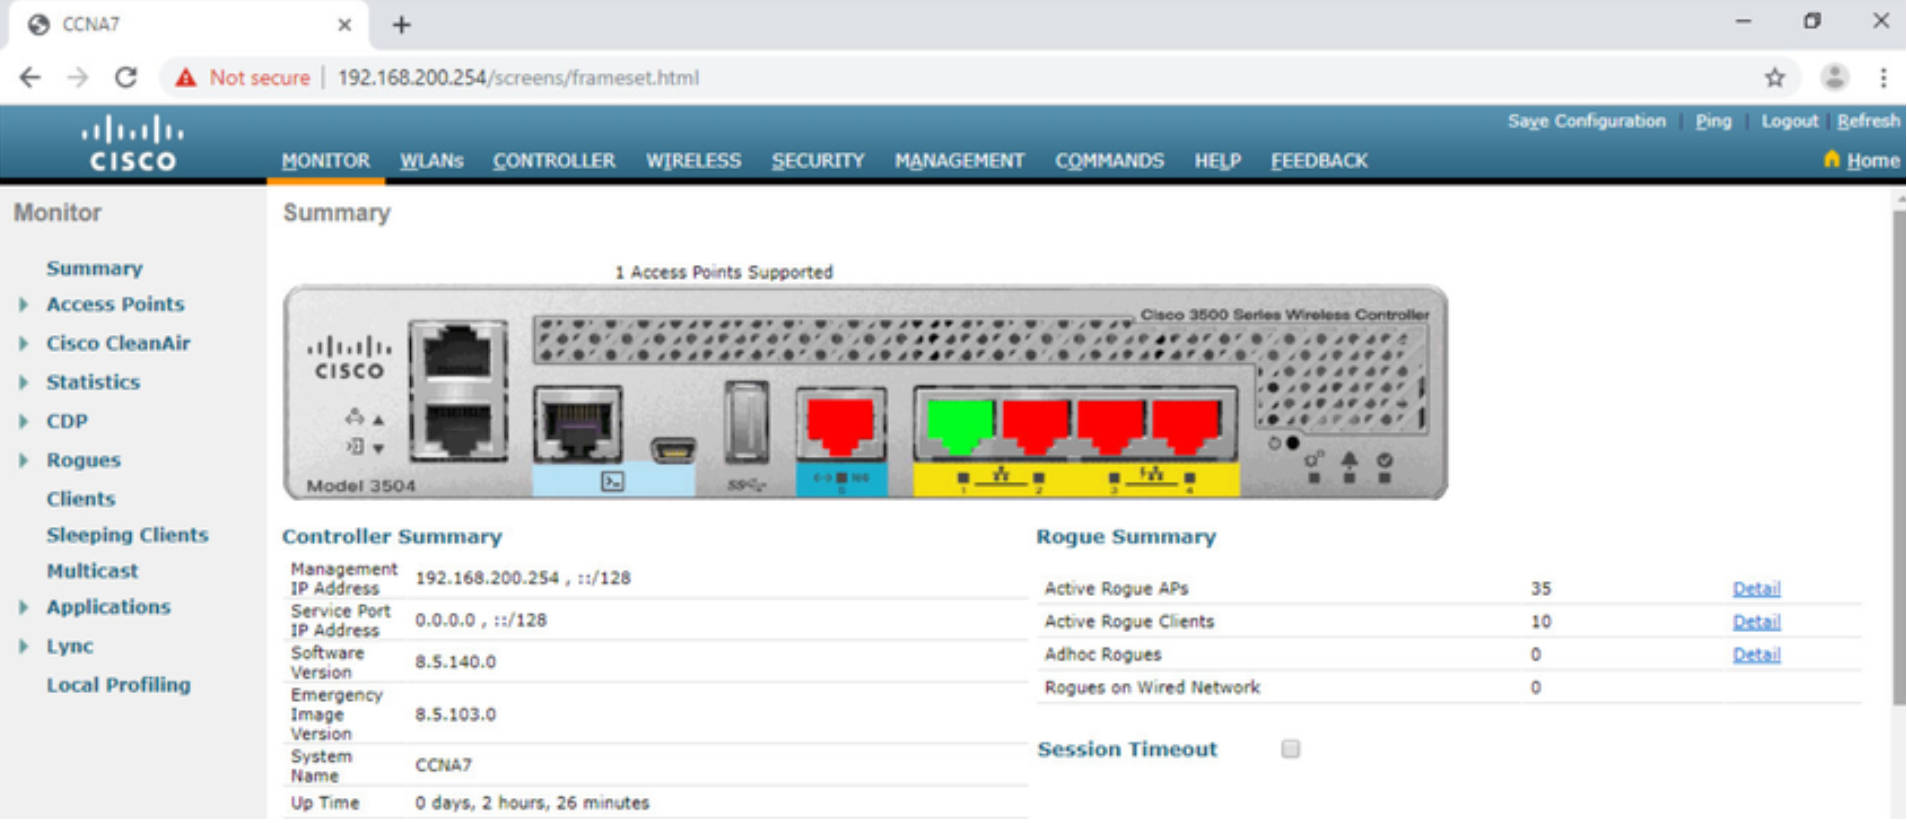 CCNA7
Not secure | 192.168.200.254/screens/frameset.html
Save Configuration | Ping | Logout | Refresh
CISCO
MONITOR WLANs CONTROLLER WIRELESS SECURITY MANAGEMENT COMMANDS HELP FEEDBACK
Home
Monitor
Summary
Access Points
Cisco CleanAir
Statistics
CDP
Rogues
Clients
Sleeping Clients
Multicast
Applications
Lync
Local Profiling
Summary
1 Access Points Supported
Cisco 3500 Series Wireless Controller
CISCO
Model 3504
1 2 3 4
Controller Summary
Management IP Address 192.168.200.254 , ::/128
Service Port IP Address 0.0.0.0 , ::/128
Software Version 8.5.140.0
Emergency Image Version 8.5.103.0
System Name CCNA7
Up Time 0 days, 2 hours, 26 minutes
Rogue Summary
Active Rogue APs 35 Detail
Active Rogue Clients 10 Detail
Adhoc Rogues 0 Detail
Rogues on Wired Network 0
Session Timeout